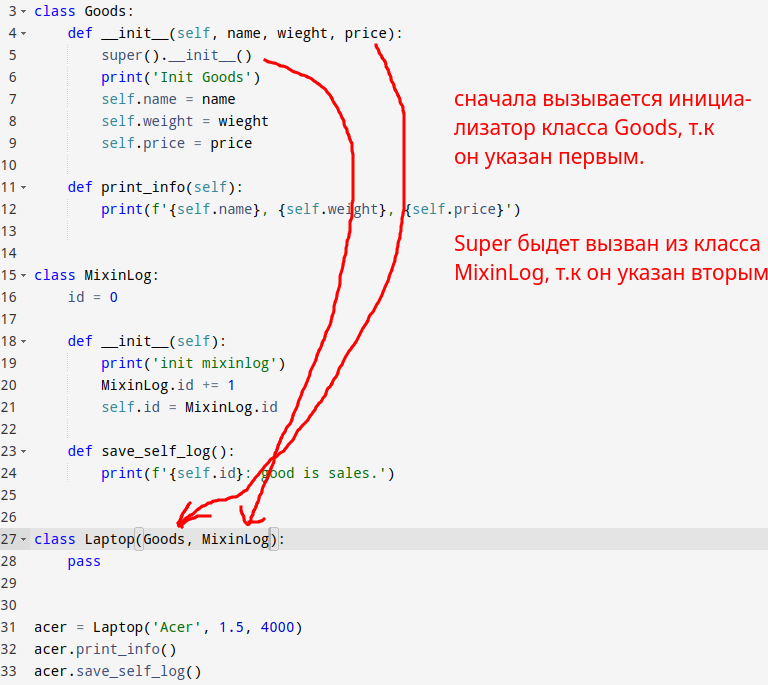 3 class Goods:
4 def __init__(self, name, wieght, price):
5 super().__init__()
6 print('Init Goods')
7 self.name = name
8 self.weight = wieght
9 self.price = price
10
11 def print_info(self):
12 print(f'{self.name}, {self.weight}, {self.price}')
13
14
15 class MixinLog:
16 id = 0
17
18 def __init__(self):
19 print('init mixinlog')
20 MixinLog.id += 1
21 self.id = MixinLog.id
22
23 def save_self_log():
24 print(f'{self.id}: good is sales.')
25
26
27 class Laptop(Goods, MixinLog):
28 pass
29
30
31 acer = Laptop('Acer', 1.5, 4000)
32 acer.print_info()
33 acer.save_self_log()
сначала вызывается инициа-
лизатор класса Goods, т.к
он указан первым.
Super быдет вызван из класса
MixinLog, т.к он указан вторым